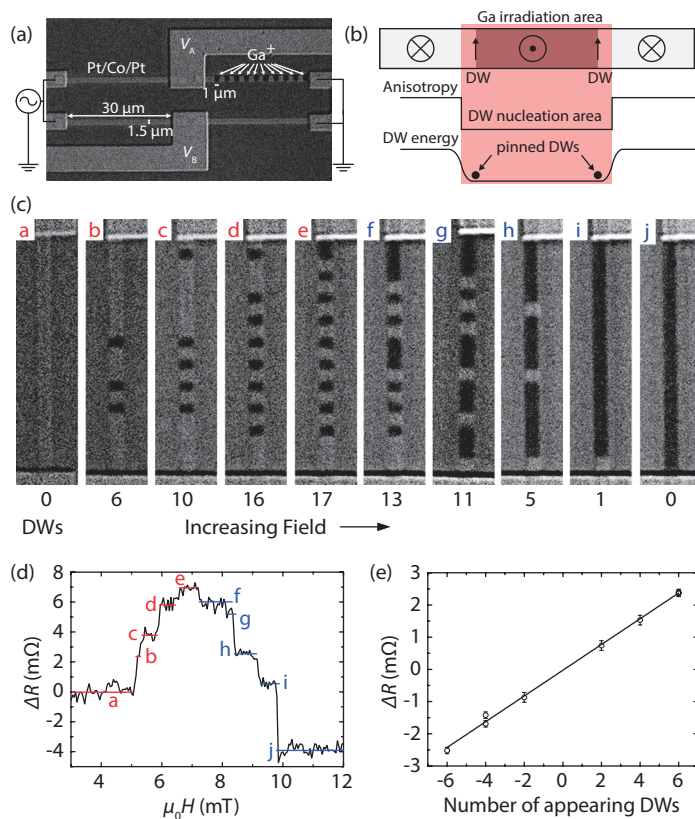 (a)
V_A
Ga⁺
Pt/Co/Pt
1 μm
30 μm
1.5 μm
V_B
(b)
Ga irradiation area
DW
DW
Anisotropy
DW nucleation area
DW energy
pinned DWs
(c)
a b c d e f g h i j
0 6 10 16 17 13 11 5 1 0
DWs Increasing Field
(d)
8
6
4
2
0
-2
-4
ΔR (mΩ)
a
b
c
d
e
f
g
h
i
j
4 6 8 10 12
μ₀H (mT)
(e)
3
2
1
0
-1
-2
-3
ΔR (mΩ)
-6 -4 -2 0 2 4 6
Number of appearing DWs